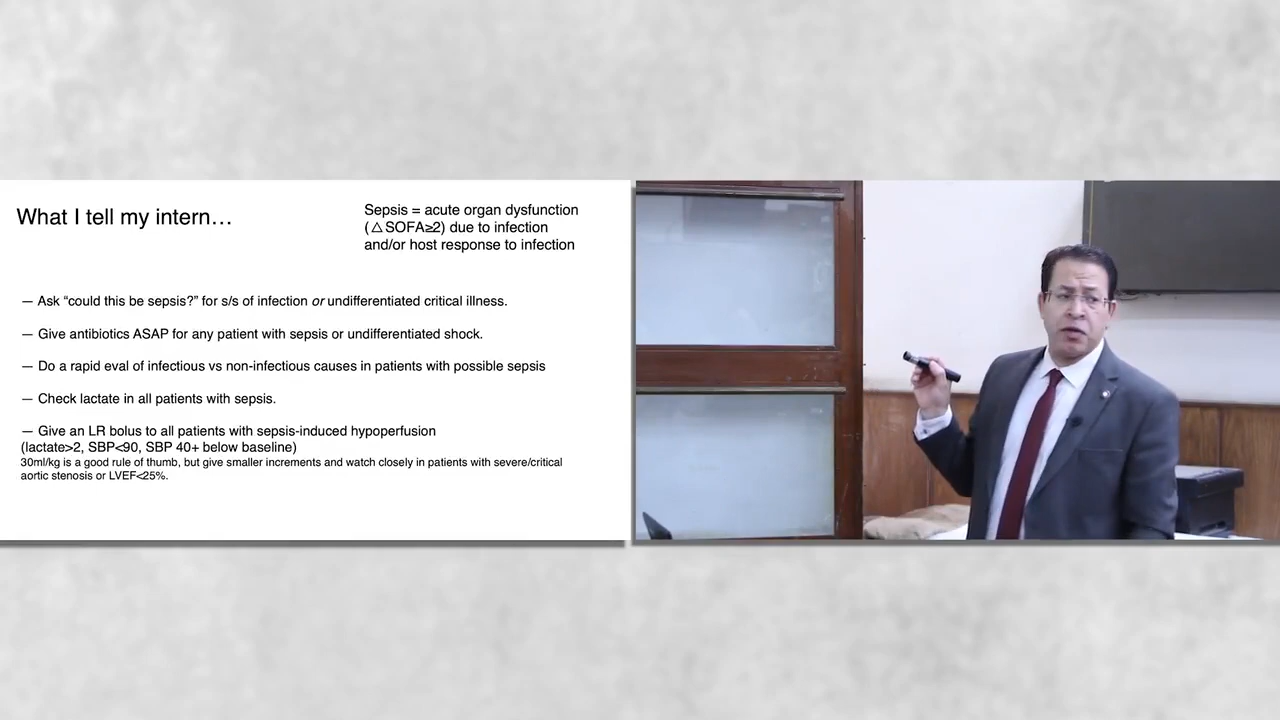 What I tell my intern…
Sepsis = acute organ dysfunction
(△SOFA≥2) due to infection
and/or host response to infection
— Ask “could this be sepsis?” for s/s of infection or undifferentiated critical illness.
— Give antibiotics ASAP for any patient with sepsis or undifferentiated shock.
— Do a rapid eval of infectious vs non-infectious causes in patients with possible sepsis
— Check lactate in all patients with sepsis.
— Give an LR bolus to all patients with sepsis-induced hypoperfusion
(lactate>2, SBP<90, SBP 40+ below baseline)
30ml/kg is a good rule of thumb, but give smaller increments and watch closely in patients with severe/critical
aortic stenosis or LVEF<25%.